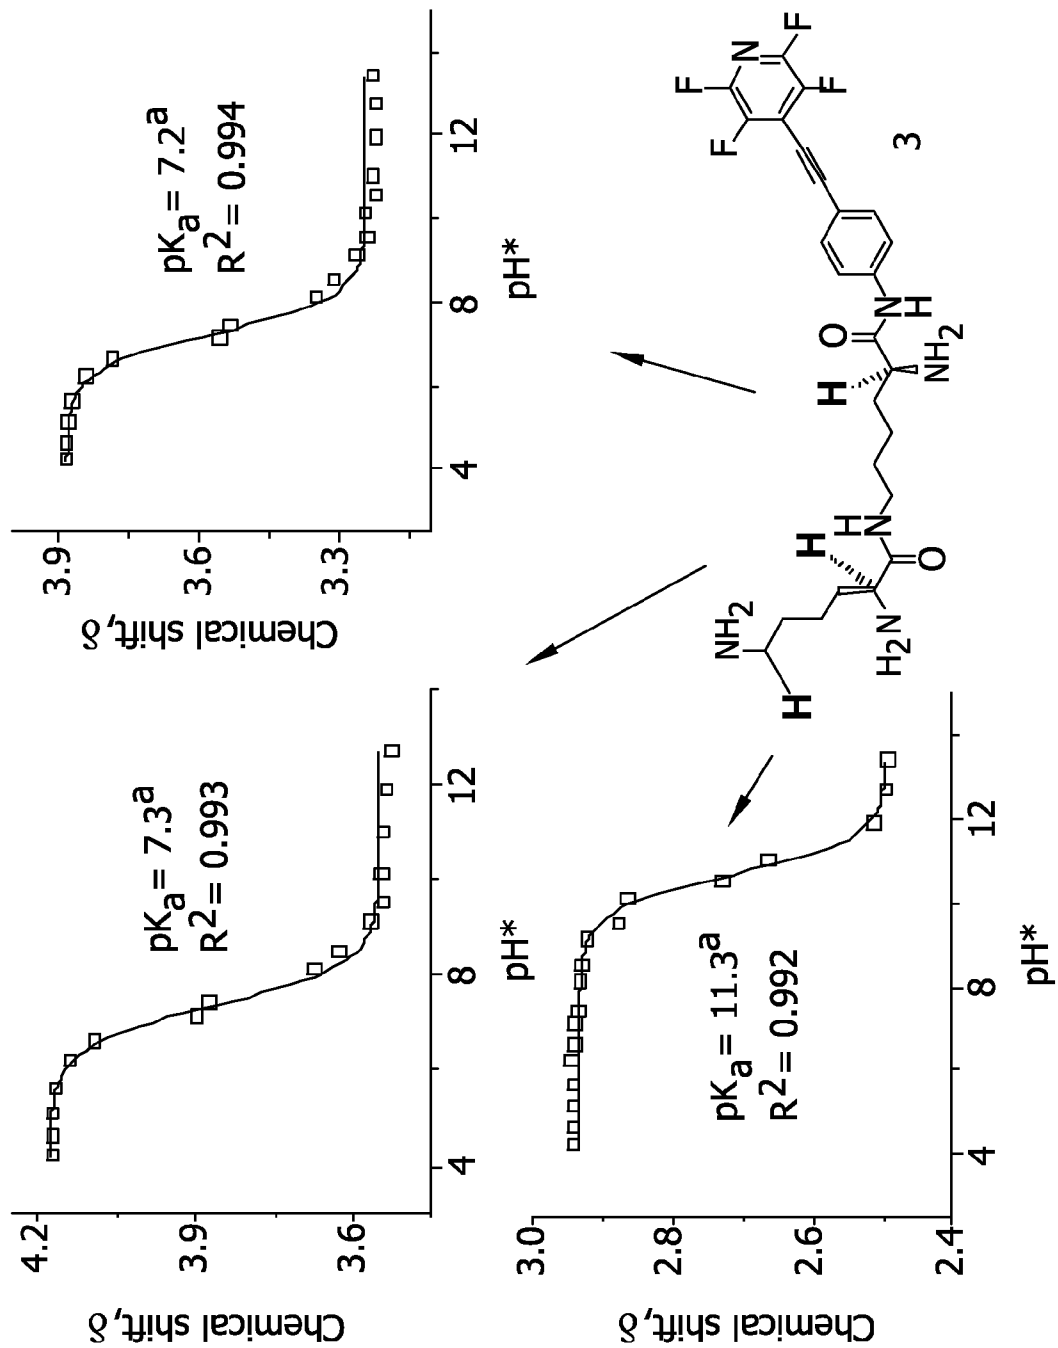 Chemical shift, δ
4.2
3.9
3.6
pKa = 7.3a
R2 = 0.993
4
8
12
pH*
Chemical shift, δ
3.9
3.6
3.3
pKa = 7.2a
R2 = 0.994
4
8
12
pH*
Chemical shift, δ
3.0
2.8
2.6
2.4
pKa = 11.3a
R2 = 0.992
4
8
12
pH*
NH2
H
H2N
H
O
H
N
H
O
NH2
N
H
F
F
N
F
F
3